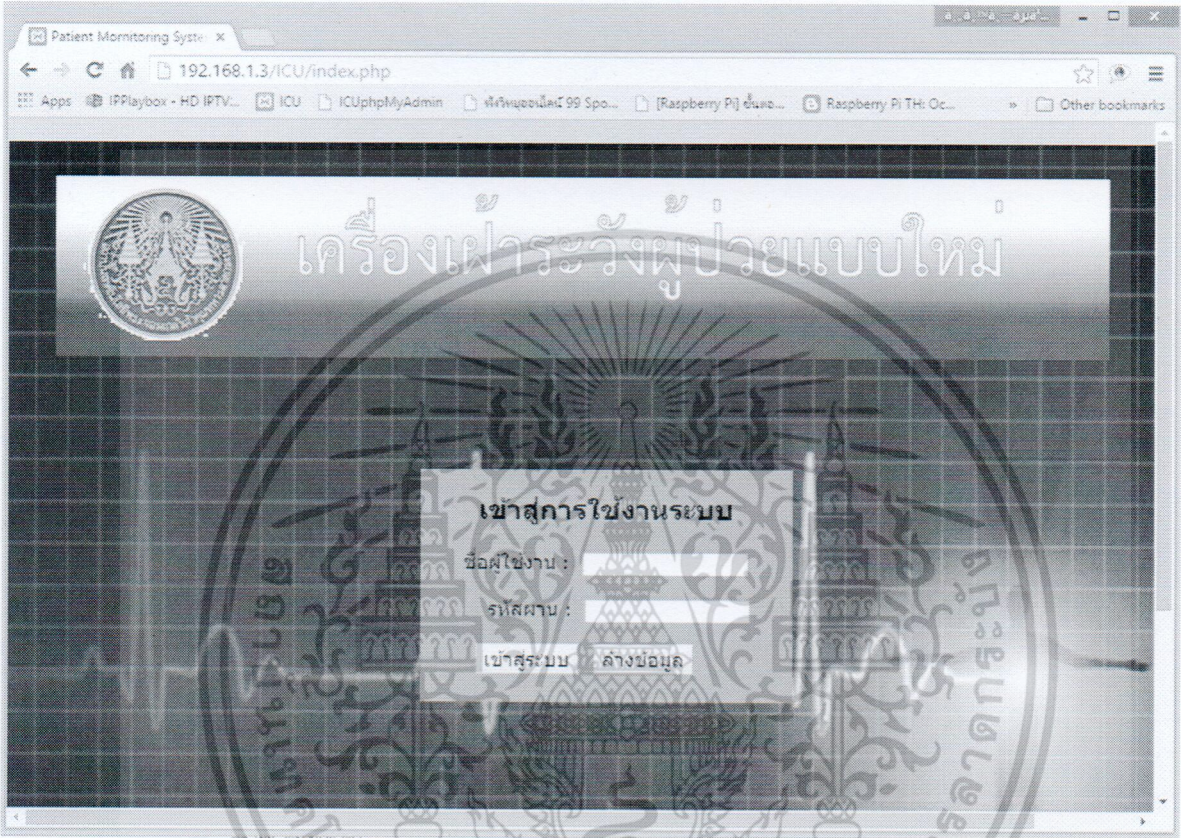 Patient Mornitoring Syste
192.168.1.3/ICU/index.php
Apps IPPlaybox - HD IPTV... ICU ICUphpMyAdmin 99 Spo... [Raspberry Pi] Raspberry Pi TH: Oc... » Other bookmarks
เครื่องเฝ้าระวังผู้ป่วยแบบใหม่
เข้าสู่การใช้งานระบบ
ชื่อผู้ใช้งาน :
รหัสผ่าน :
เข้าสู่ระบบ ล้างข้อมูล